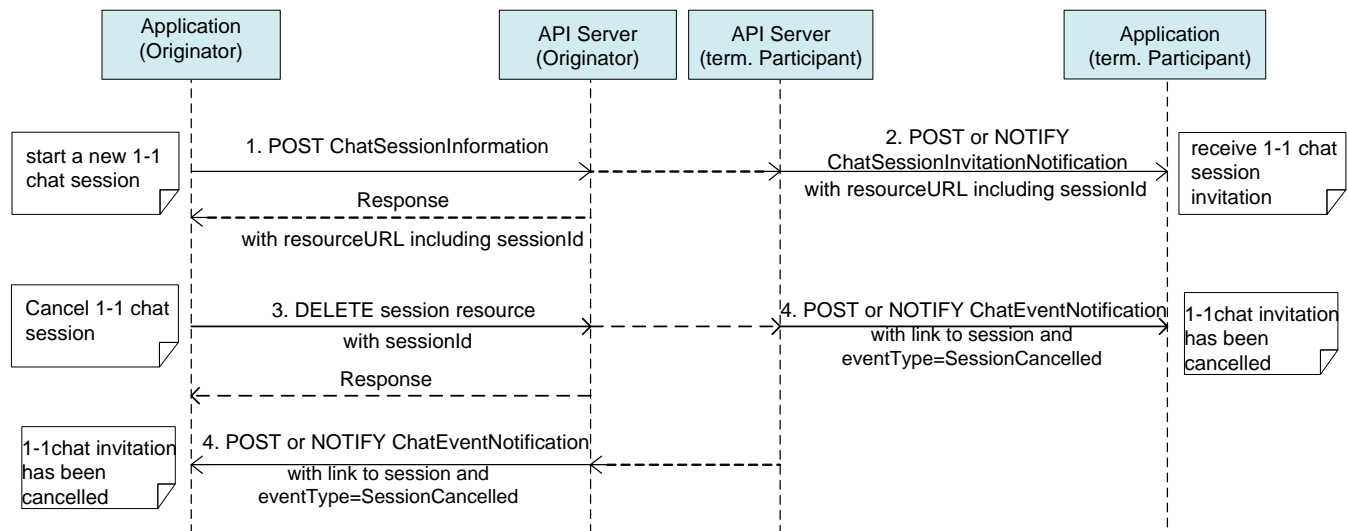 Application
(Originator)
API Server
(Originator)
API Server
(term. Participant)
Application
(term. Participant)
start a new 1-1
chat session
1. POST ChatSessionInformation
2. POST or NOTIFY
ChatSessionInvitationNotification
with resourceURL including sessionId
receive 1-1 chat
session
invitation
Response
with resourceURL including sessionId
Cancel 1-1 chat
session
3. DELETE session resource
with sessionId
4. POST or NOTIFY ChatEventNotification
with link to session and
eventType=SessionCancelled
1-1chat invitation
has been
cancelled
Response
1-1chat invitation
has been
cancelled
4. POST or NOTIFY ChatEventNotification
with link to session and
eventType=SessionCancelled